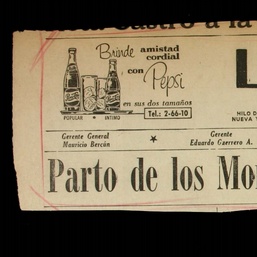 Brinde amistad
cordial
con Pepsi
en sus dos tamaños
POPULAR * INTIMO
Tel.: 2-66-10
L
HILO D
NUEVA
Gerente General
Mauricio Bercún
*
Gerente
Eduardo Guerrero A.
Parto de los Mo